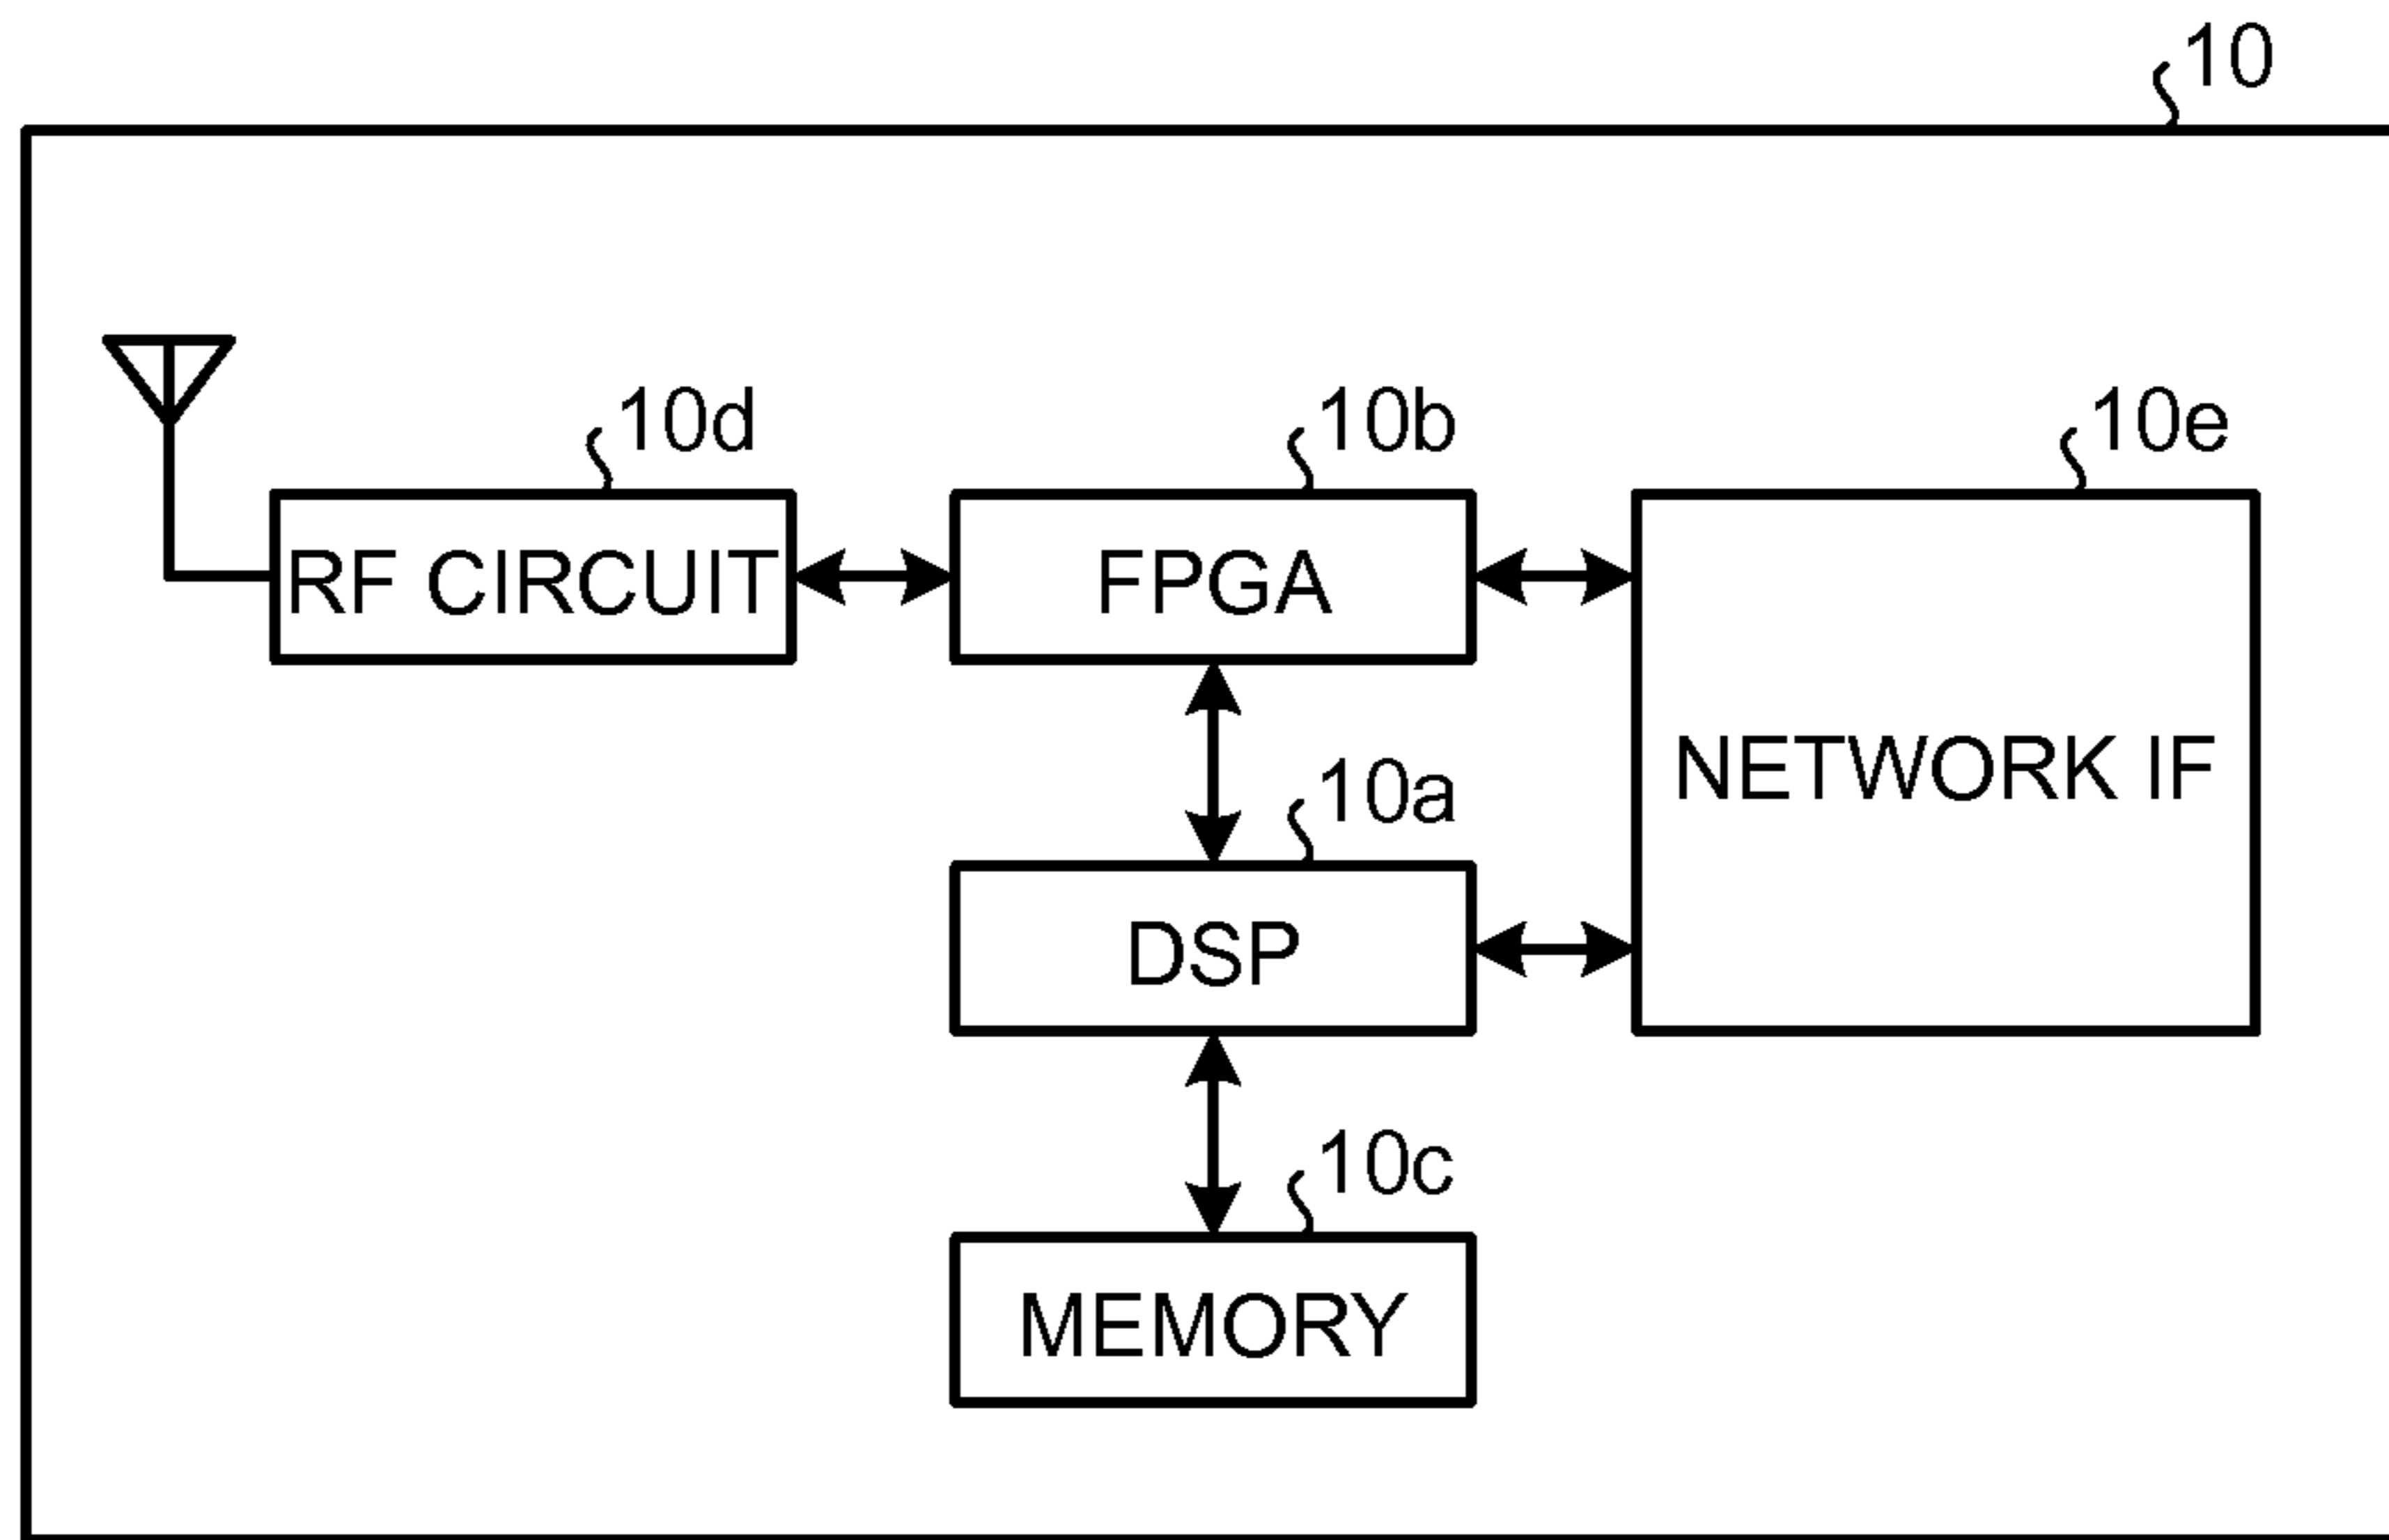 10
10d
10b
10e
RF CIRCUIT
FPGA
NETWORK IF
10a
DSP
10c
MEMORY